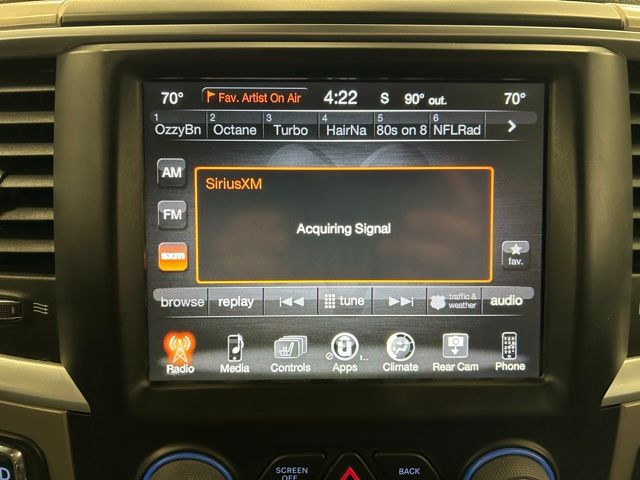 70° Fav. Artist On Air 4:22 S 90° out. 70°
1 2 3 4 5 6
OzzyBn Octane Turbo HairNa 80s on 8 NFLRad
AM
SiriusXM
FM
Acquiring Signal
sxm
fav.
browse replay tune traffic & weather audio
Radio Media Controls Apps Climate Rear Cam Phone
SCREEN OFF
BACK